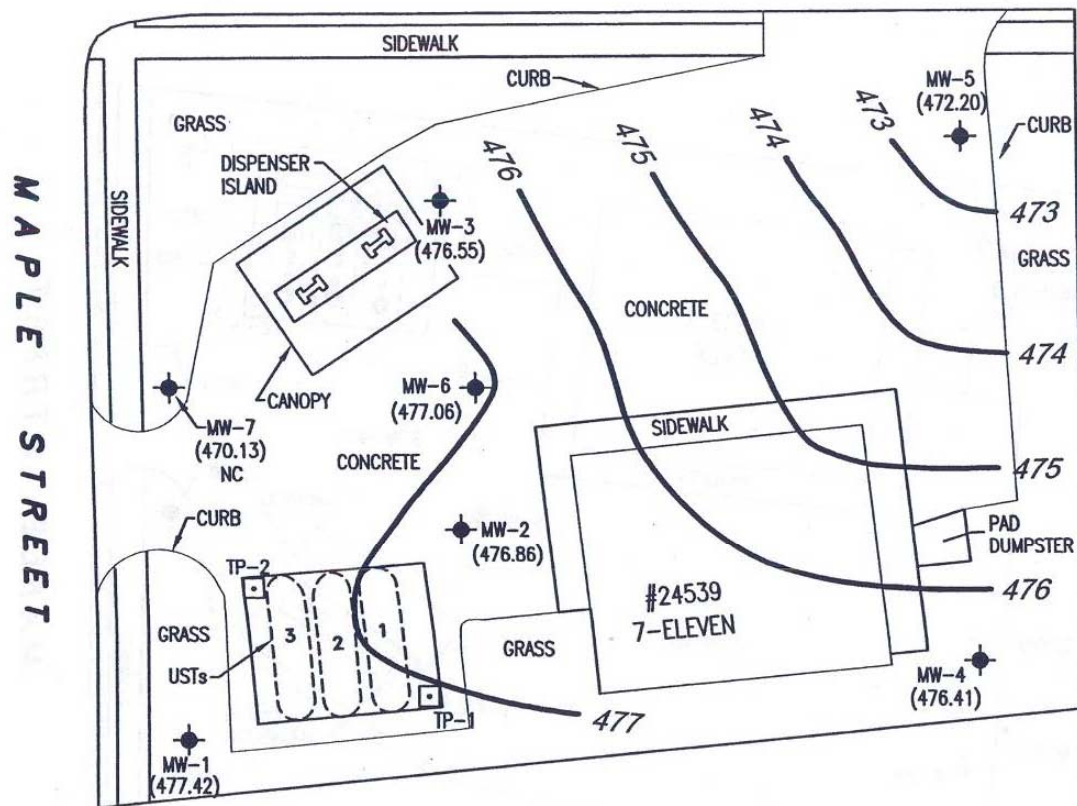 SIDEWALK
CURB
MW-5
(472.20)
GRASS
CURB
473
474
475
476
DISPENSER
ISLAND
SIDEWALK
MW-3
(476.55)
473
GRASS
CONCRETE
474
CANOPY
MW-6
(477.06)
MW-7
(470.13)
NC
CONCRETE
SIDEWALK
475
MAPLE STREET
CURB
MW-2
(476.86)
PAD
DUMPSTER
TP-2
#24539
7-ELEVEN
476
GRASS
3
2
1
GRASS
USTs
MW-4
(476.41)
TP-1
477
MW-1
(477.42)